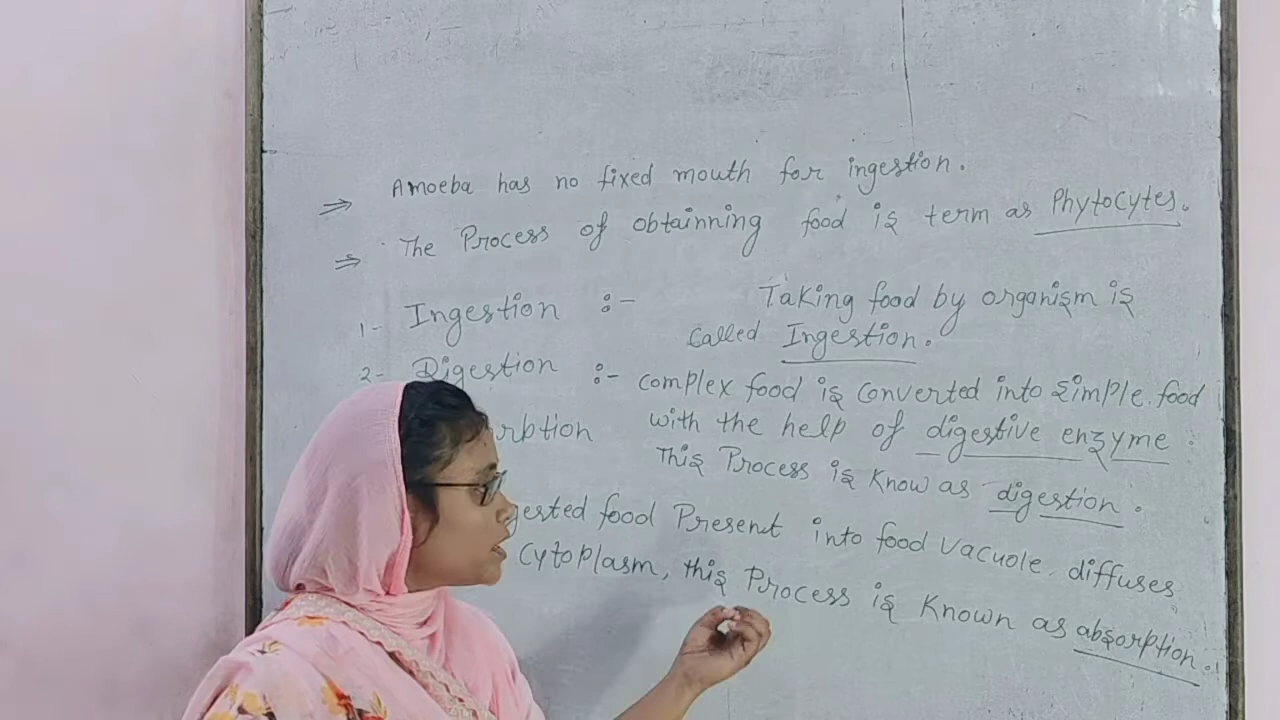 ⇒ Amoeba has no fixed mouth for ingestion.
⇒ The Process of obtainning food is term as Phytocytes.
1- Ingestion :- Taking food by organism is
Called Ingestion.
2- Digestion :- complex food is converted into simple food
rbtion with the help of digestive enzyme.
This Process is Know as digestion.
gested food Present into food Vacuole diffuses
Cytoplasm, this Process is Known as absorption.